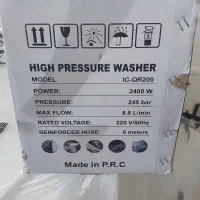 HIGH PRESSURE WASHER
MODEL IC-QR200
POWER: 2400 W
PRESSURE: 245 bar
MAX FLOW: 8.5 L/min
RATED VOLTAGE: 220 V/50Hz
REINFORCED HOSE: 8 meters
Made in P.R.C